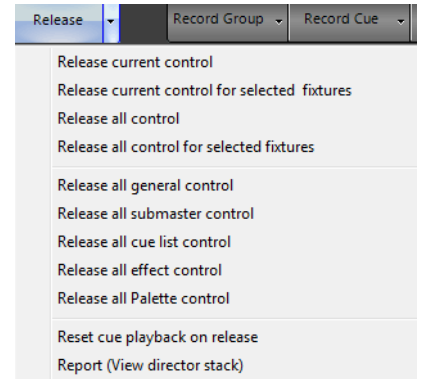 Release
Record Group
Record Cue
Release current control
Release current control for selected fixtures
Release all control
Release all control for selected fixtures
Release all general control
Release all submaster control
Release all cue list control
Release all effect control
Release all Palette control
Reset cue playback on release
Report (View director stack)